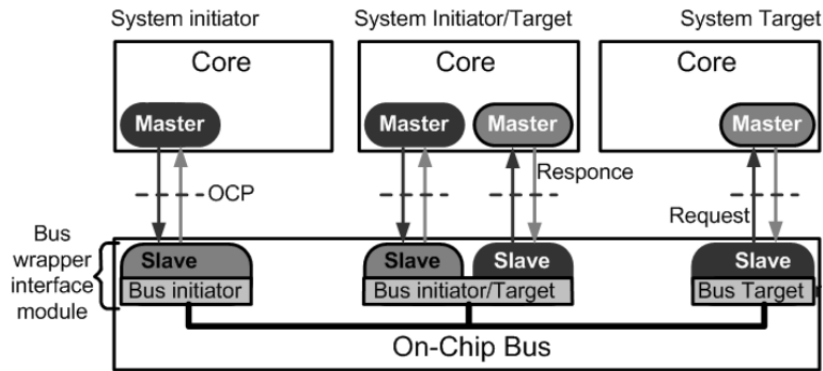 System initiator
System Initiator/Target
System Target
Core
Core
Core
Master
Master
Master
Master
OCP
Responce
Request
Bus
wrapper
interface
module
Slave
Slave
Slave
Slave
Bus initiator
Bus initiator/Target
Bus Target
On-Chip Bus